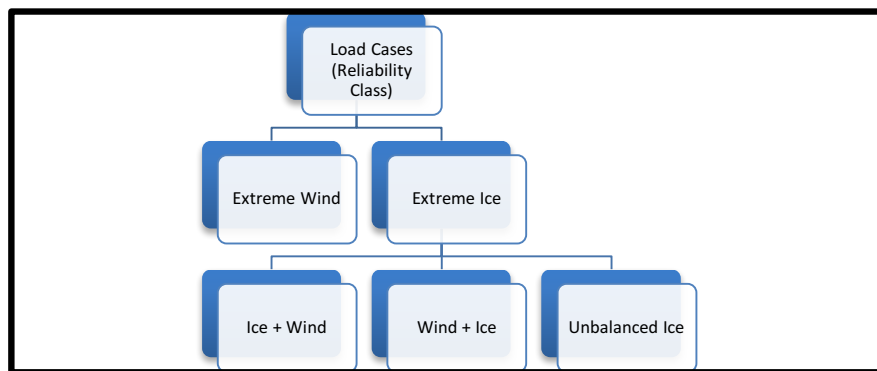 Load Cases
(Reliability
Class)
Extreme Wind
Extreme Ice
Ice + Wind
Wind + Ice
Unbalanced Ice